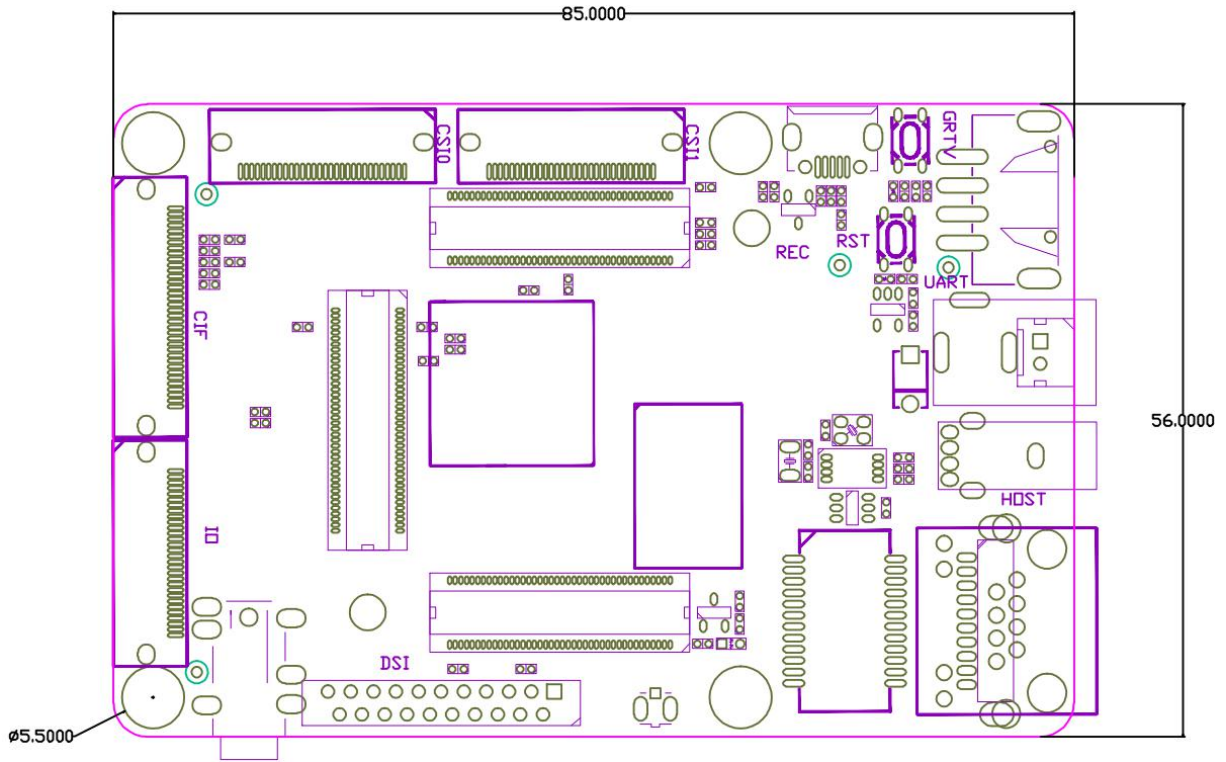 85.0000
CSI0
CSI1
GRTV
REC
RST
UART
CIF
56.0000
HOST
IO
DSI
ø5.5000